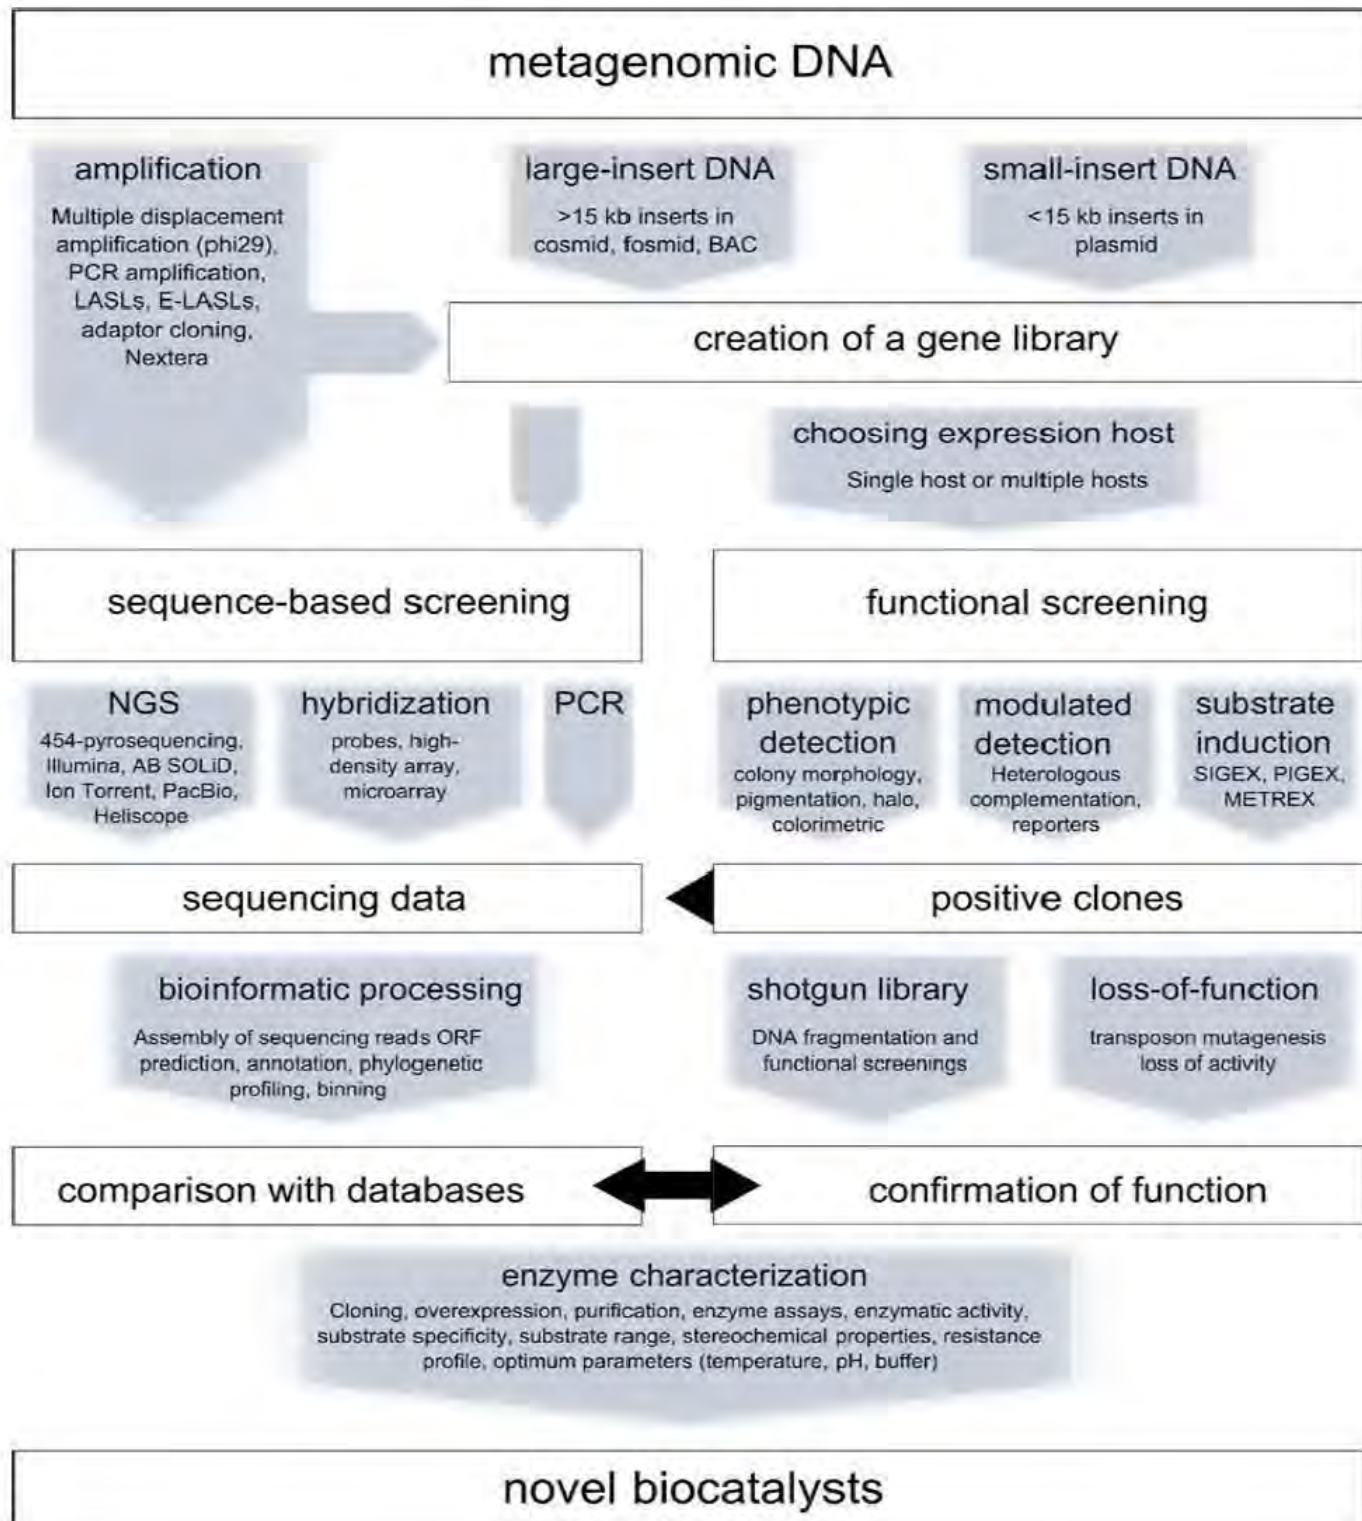 metagenomic DNA
amplification
Multiple displacement
amplification (phi29),
PCR amplification,
LASLs, E-LASLs,
adaptor cloning,
Nextera
large-insert DNA
>15 kb inserts in
cosmid, fosmid, BAC
small-insert DNA
<15 kb inserts in
plasmid
creation of a gene library
choosing expression host
Single host or multiple hosts
sequence-based screening
functional screening
NGS
454-pyrosequencing,
Illumina, AB SOLiD,
Ion Torrent, PacBio,
Heliscope
hybridization
probes, high-
density array,
microarray
PCR
phenotypic
detection
colony morphology,
pigmentation, halo,
colorimetric
modulated
detection
Heterologous
complementation,
reporters
substrate
induction
SIGEX, PIGEX,
METREX
sequencing data
positive clones
bioinformatic processing
Assembly of sequencing reads ORF
prediction, annotation, phylogenetic
profiling, binning
shotgun library
DNA fragmentation and
functional screenings
loss-of-function
transposon mutagenesis
loss of activity
comparison with databases
confirmation of function
enzyme characterization
Cloning, overexpression, purification, enzyme assays, enzymatic activity,
substrate specificity, substrate range, stereochemical properties, resistance
profile, optimum parameters (temperature, pH, buffer)
novel biocatalysts